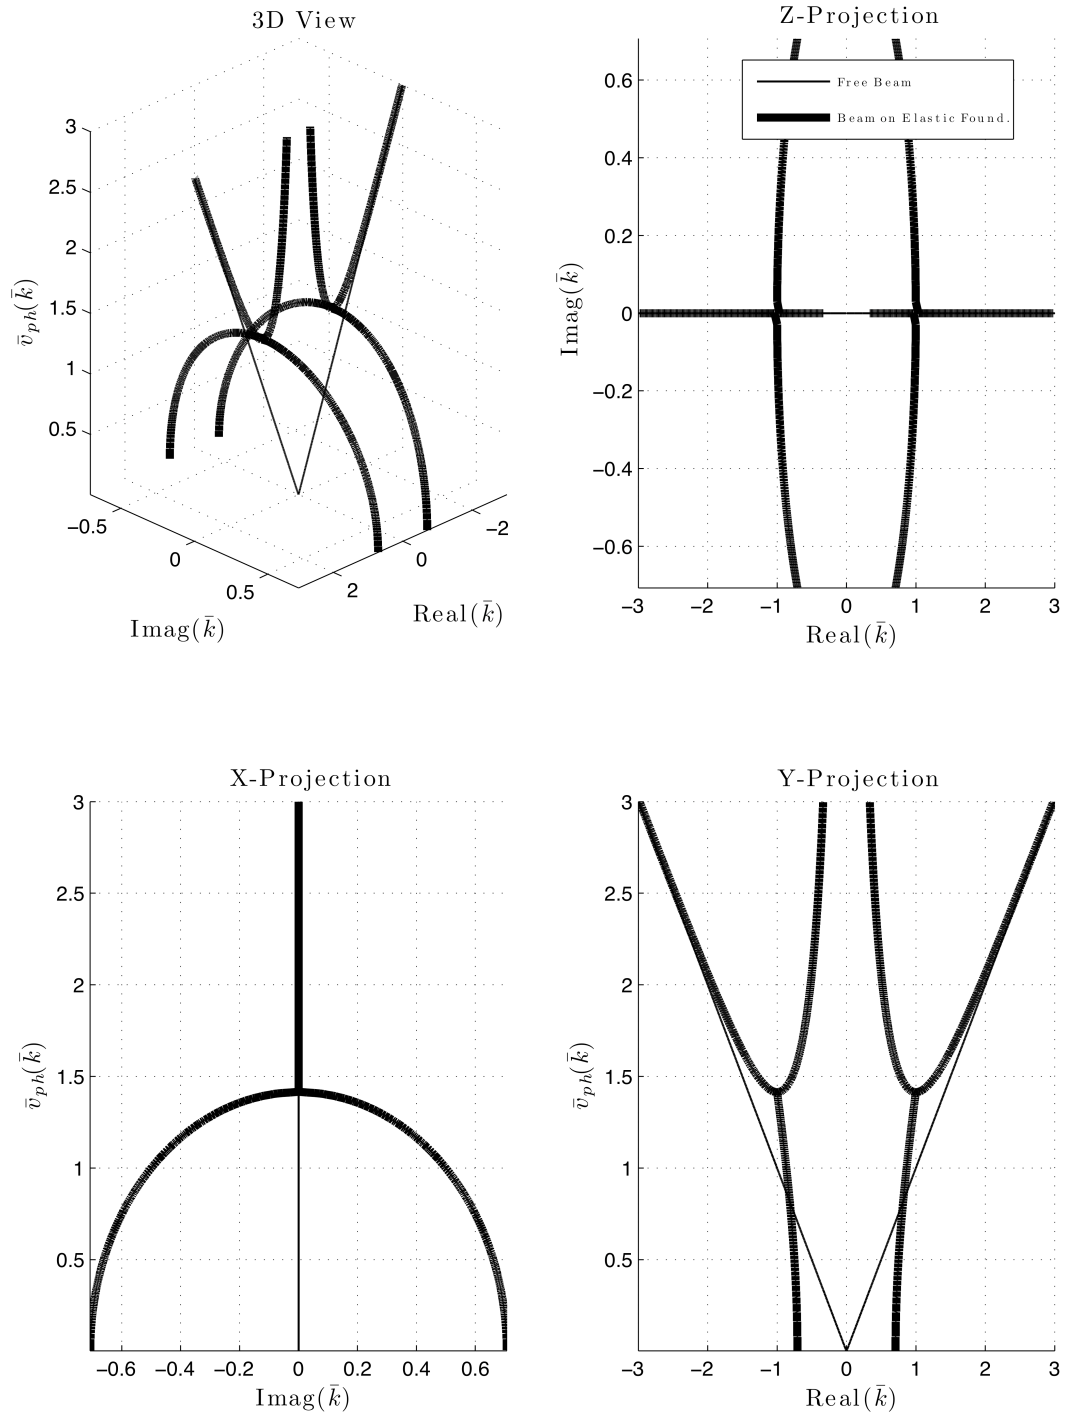 3D View
3
2.5
2
1.5
1
0.5
v̄ₚₕ(k̄)
−0.5
0
0.5
Imag(k̄)
2
0
−2
Real(k̄)
Z-Projection
Free Beam
Beam on Elastic Found.
0.6
0.4
0.2
0
−0.2
−0.4
−0.6
Imag(k̄)
−3 −2 −1 0 1 2 3
Real(k̄)
X-Projection
3
2.5
2
1.5
1
0.5
v̄ₚₕ(k̄)
−0.6 −0.4 −0.2 0 0.2 0.4 0.6
Imag(k̄)
Y-Projection
3
2.5
2
1.5
1
0.5
v̄ₚₕ(k̄)
−3 −2 −1 0 1 2 3
Real(k̄)